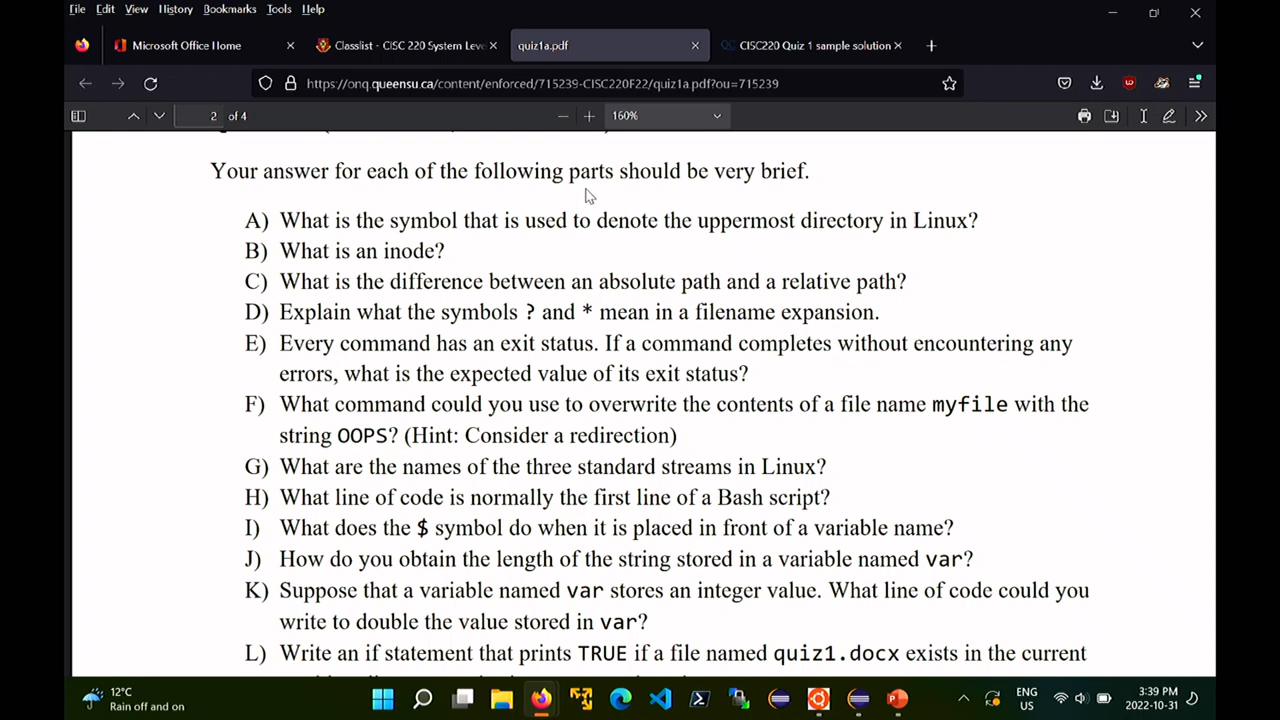 File Edit View History Bookmarks Tools Help
Microsoft Office Home
Classlist - CISC 220 System Leve
quiz1a.pdf
CISC220 Quiz 1 sample solution
https://onq.queensu.ca/content/enforced/715239-CISC220F22/quiz1a.pdf?ou=715239
2 of 4
160%
Your answer for each of the following parts should be very brief.
A) What is the symbol that is used to denote the uppermost directory in Linux?
B) What is an inode?
C) What is the difference between an absolute path and a relative path?
D) Explain what the symbols ? and * mean in a filename expansion.
E) Every command has an exit status. If a command completes without encountering any
errors, what is the expected value of its exit status?
F) What command could you use to overwrite the contents of a file name myfile with the
string OOPS? (Hint: Consider a redirection)
G) What are the names of the three standard streams in Linux?
H) What line of code is normally the first line of a Bash script?
I) What does the $ symbol do when it is placed in front of a variable name?
J) How do you obtain the length of the string stored in a variable named var?
K) Suppose that a variable named var stores an integer value. What line of code could you
write to double the value stored in var?
L) Write an if statement that prints TRUE if a file named quiz1.docx exists in the current
12°C
Rain off and on
ENG
US
3:39 PM
2022-10-31